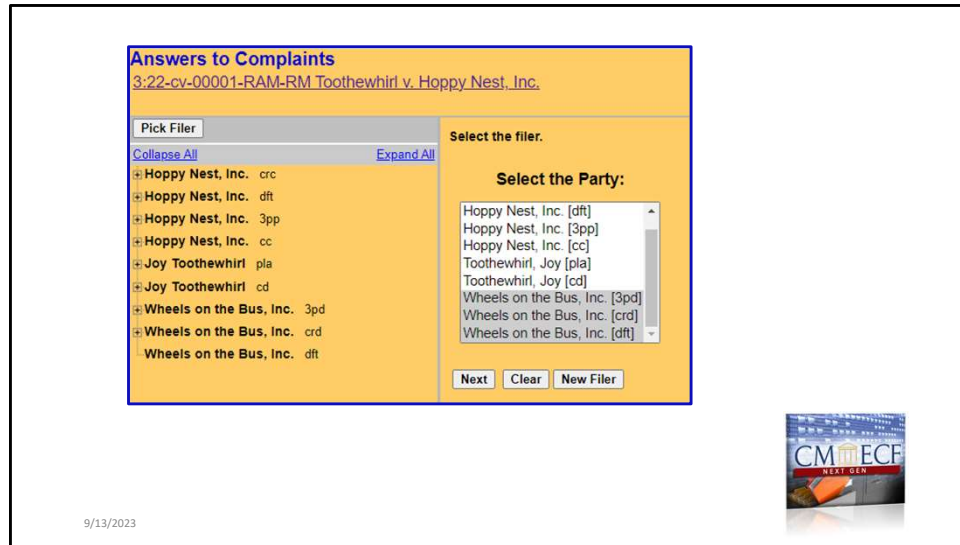 Answers to Complaints
3:22-cv-00001-RAM-RM Toothewhirl v. Hoppy Nest, Inc.
Pick Filer
Collapse All Expand All
Hoppy Nest, Inc. crc
Hoppy Nest, Inc. dft
Hoppy Nest, Inc. 3pp
Hoppy Nest, Inc. cc
Joy Toothewhirl pla
Joy Toothewhirl cd
Wheels on the Bus, Inc. 3pd
Wheels on the Bus, Inc. crd
Wheels on the Bus, Inc. dft
Select the filer.
Select the Party:
Hoppy Nest, Inc. [dft]
Hoppy Nest, Inc. [3pp]
Hoppy Nest, Inc. [cc]
Toothewhirl, Joy [pla]
Toothewhirl, Joy [cd]
Wheels on the Bus, Inc. [3pd]
Wheels on the Bus, Inc. [crd]
Wheels on the Bus, Inc. [dft]
Next Clear New Filer
CM ECF
NEXT GEN
9/13/2023